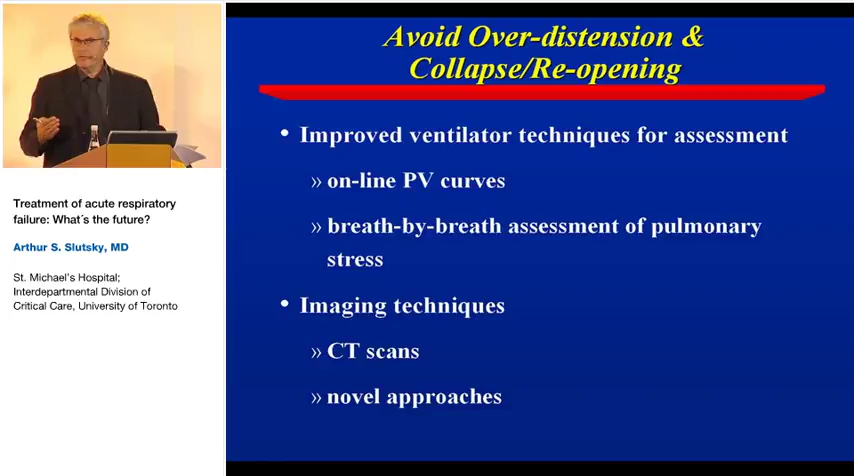 Avoid Over-distension &
Collapse/Re-opening
• Improved ventilator techniques for assessment
» on-line PV curves
» breath-by-breath assessment of pulmonary
stress
• Imaging techniques
» CT scans
» novel approaches
Treatment of acute respiratory
failure: What´s the future?
Arthur S. Slutsky, MD
St. Michael's Hospital;
Interdepartmental Division of
Critical Care, University of Toronto